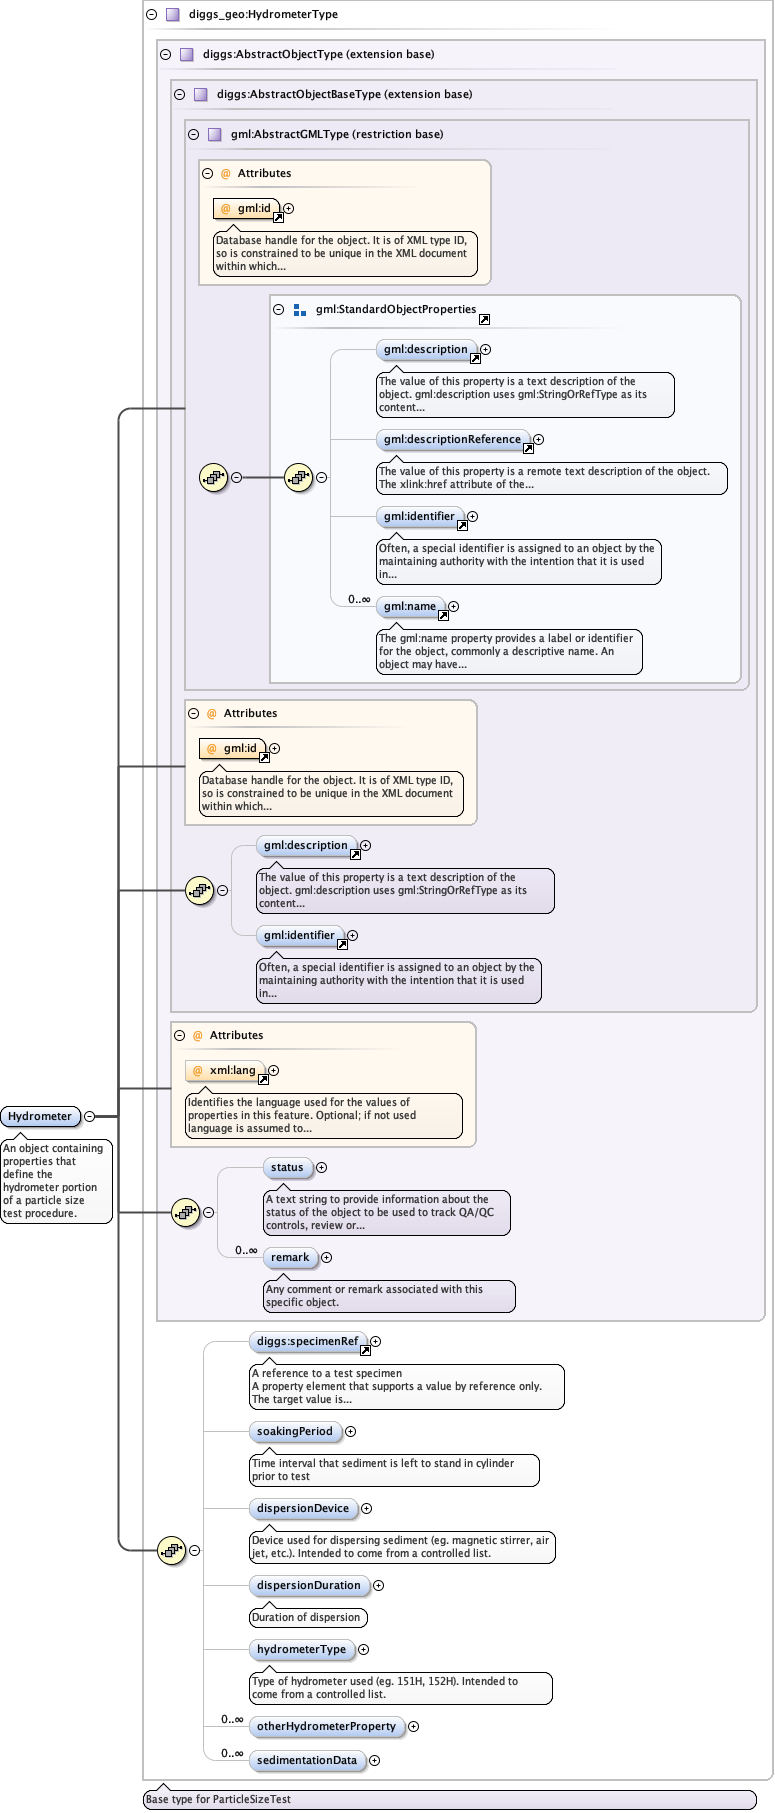 diggs_geo:HydrometerType
diggs:AbstractObjectType (extension base)
diggs:AbstractObjectBaseType (extension base)
gml:AbstractGMLType (restriction base)
@ Attributes
@ gml:id
Database handle for the object. It is of XML type ID,
so is constrained to be unique in the XML document
within which...
gml:StandardObjectProperties
gml:description
The value of this property is a text description of the
object. gml:description uses gml:StringOrRefType as its
content...
gml:descriptionReference
The value of this property is a remote text description of the object.
The xlink:href attribute of the...
gml:identifier
Often, a special identifier is assigned to an object by the
maintaining authority with the intention that it is used
in...
0..∞
gml:name
The gml:name property provides a label or identifier
for the object, commonly a descriptive name. An
object may have...
@ Attributes
@ gml:id
Database handle for the object. It is of XML type ID,
so is constrained to be unique in the XML document
within which...
gml:description
The value of this property is a text description of the
object. gml:description uses gml:StringOrRefType as its
content...
gml:identifier
Often, a special identifier is assigned to an object by the
maintaining authority with the intention that it is used
in...
@ Attributes
@ xml:lang
Identifies the language used for the values of
properties in this feature. Optional; if not used
language is assumed to...
Hydrometer
An object containing
properties that
define the
hydrometer portion
of a particle size
test procedure.
status
A text string to provide information about the
status of the object to be used to track QA/QC
controls, review or...
0..∞
remark
Any comment or remark associated with this
specific object.
diggs:specimenRef
A reference to a test specimen
A property element that supports a value by reference only.
The target value is...
soakingPeriod
Time interval that sediment is left to stand in cylinder
prior to test
dispersionDevice
Device used for dispersing sediment (eg. magnetic stirrer, air
jet, etc.). Intended to come from a controlled list.
dispersionDuration
Duration of dispersion
hydrometerType
Type of hydrometer used (eg. 151H, 152H). Intended to
come from a controlled list.
0..∞
otherHydrometerProperty
0..∞
sedimentationData
Base type for ParticleSizeTest